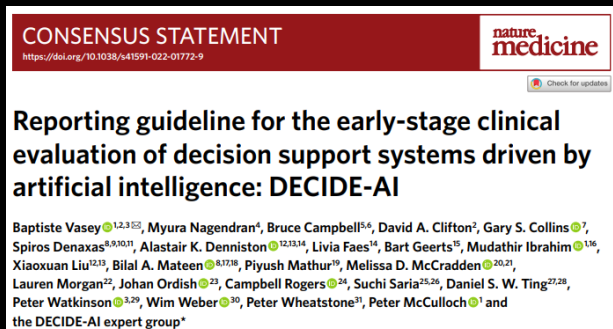 CONSENSUS STATEMENT
https://doi.org/10.1038/s41591-022-01772-9
nature
medicine
Check for updates
Reporting guideline for the early-stage clinical
evaluation of decision support systems driven by
artificial intelligence: DECIDE-AI
Baptiste Vasey 1,2,3 ✉, Myura Nagendran4, Bruce Campbell5,6, David A. Clifton2, Gary S. Collins 7,
Spiros Denaxas8,9,10,11, Alastair K. Denniston 12,13,14, Livia Faes14, Bart Geerts15, Mudathir Ibrahim 1,16,
Xiaoxuan Liu12,13, Bilal A. Mateen 8,17,18, Piyush Mathur19, Melissa D. McCradden 20,21,
Lauren Morgan22, Johan Ordish 23, Campbell Rogers 24, Suchi Saria25,26, Daniel S. W. Ting27,28,
Peter Watkinson 3,29, Wim Weber 30, Peter Wheatstone31, Peter McCulloch 1 and
the DECIDE-AI expert group*